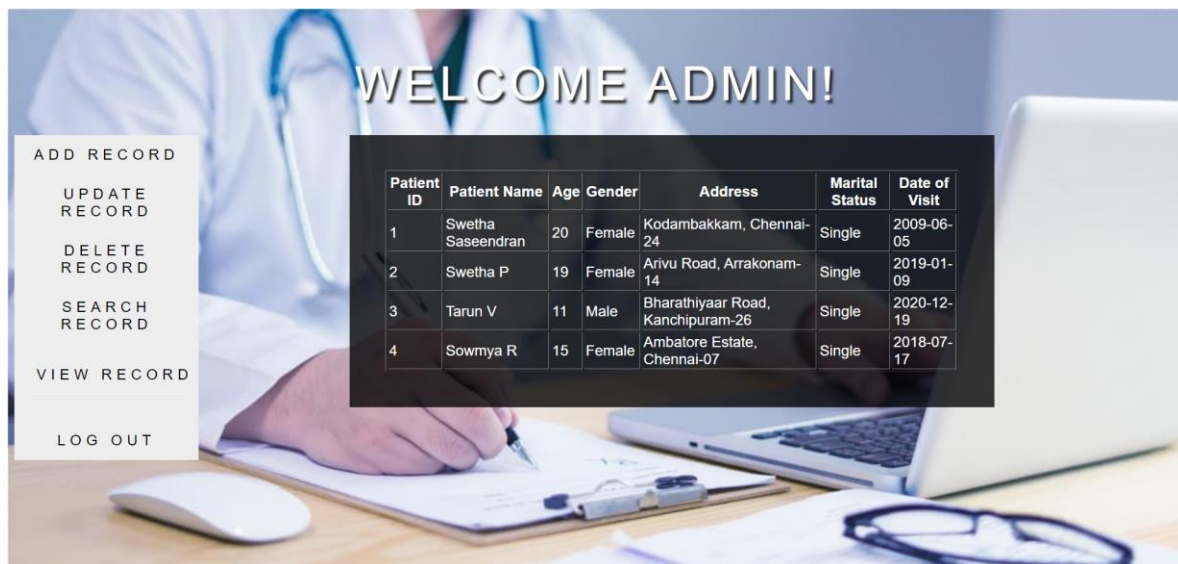 WELCOME ADMIN!
ADD RECORD
UPDATE
RECORD
DELETE
RECORD
SEARCH
RECORD
VIEW RECORD
LOG OUT
Patient ID Patient Name Age Gender Address Marital Status Date of Visit
1 Swetha Saseendran 20 Female Kodambakkam, Chennai-24 Single 2009-06-05
2 Swetha P 19 Female Arivu Road, Arrakonam-14 Single 2019-01-09
3 Tarun V 11 Male Bharathiyaar Road, Kanchipuram-26 Single 2020-12-19
4 Sowmya R 15 Female Ambatore Estate, Chennai-07 Single 2018-07-17